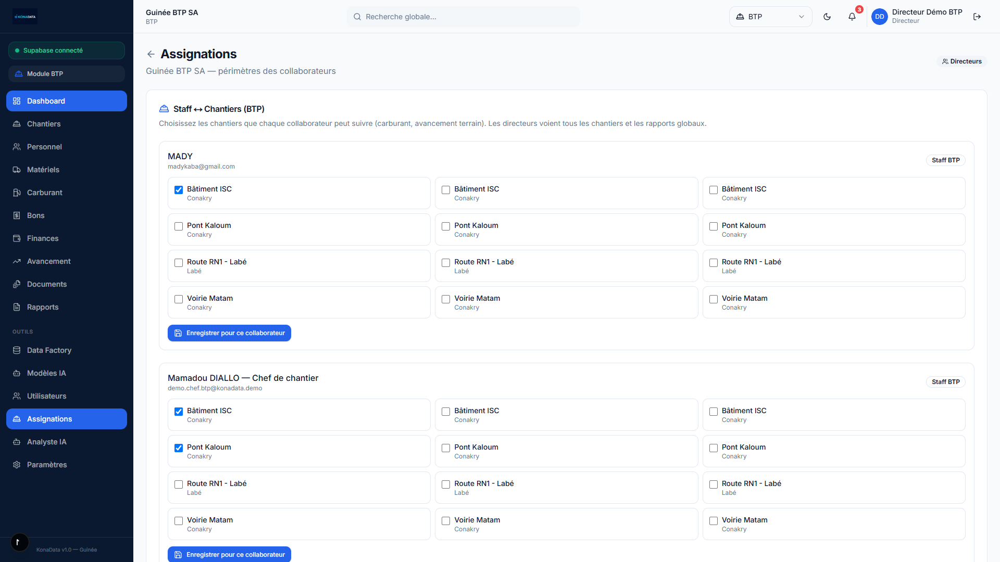 KONADATA
Supabase connecté
Module BTP
Dashboard
Chantiers
Personnel
Matériels
Carburant
Bons
Finances
Avancement
Documents
Rapports
OUTILS
Data Factory
Modèles IA
Utilisateurs
Assignations
Analyste IA
Paramètres
KonaData v1.0 — Guinée
Guinée BTP SA
BTP
Recherche globale...
BTP
3
DD
Directeur Démo BTP
Directeur
Assignations
Guinée BTP SA — périmètres des collaborateurs
Directeurs
Staff ↔ Chantiers (BTP)
Choisissez les chantiers que chaque collaborateur peut suivre (carburant, avancement terrain). Les directeurs voient tous les chantiers et les rapports globaux.
MADY
madykaba@gmail.com
Staff BTP
Bâtiment ISC
Conakry
Bâtiment ISC
Conakry
Bâtiment ISC
Conakry
Pont Kaloum
Conakry
Pont Kaloum
Conakry
Pont Kaloum
Conakry
Route RN1 - Labé
Labé
Route RN1 - Labé
Labé
Route RN1 - Labé
Labé
Voirie Matam
Conakry
Voirie Matam
Conakry
Voirie Matam
Conakry
Enregistrer pour ce collaborateur
Mamadou DIALLO — Chef de chantier
demo.chef.btp@konadata.demo
Staff BTP
Bâtiment ISC
Conakry
Bâtiment ISC
Conakry
Bâtiment ISC
Conakry
Pont Kaloum
Conakry
Pont Kaloum
Conakry
Pont Kaloum
Conakry
Route RN1 - Labé
Labé
Route RN1 - Labé
Labé
Route RN1 - Labé
Labé
Voirie Matam
Conakry
Voirie Matam
Conakry
Voirie Matam
Conakry
Enregistrer pour ce collaborateur